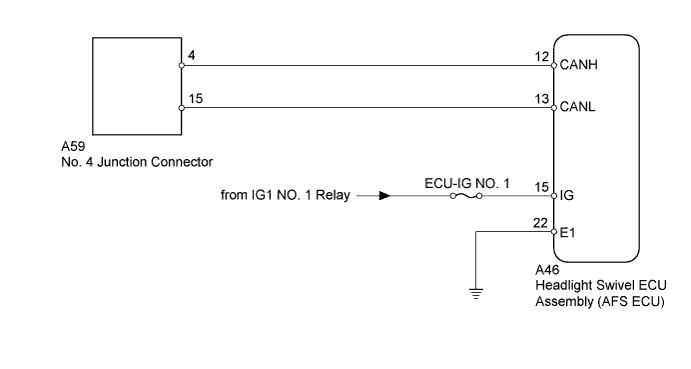 4
12
CANH
15
13
CANL
A59
No. 4 Junction Connector
from IG1 NO. 1 Relay
ECU-IG NO. 1
15
IG
22
E1
A46
Headlight Swivel ECU
Assembly (AFS ECU)